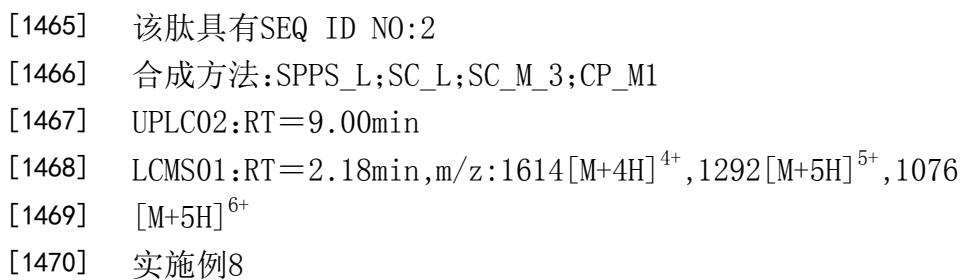 [1465] 该肽具有SEQ ID NO:2
[1466] 合成方法:SPPS_L;SC_L;SC_M_3;CP_M1
[1467] UPLC02:RT＝9.00min
[1468] LCMS01:RT＝2.18min,m/z:1614[M+4H]⁴⁺,1292[M+5H]⁵⁺,1076
[1469] [M+5H]⁶⁺
[1470] 实施例8